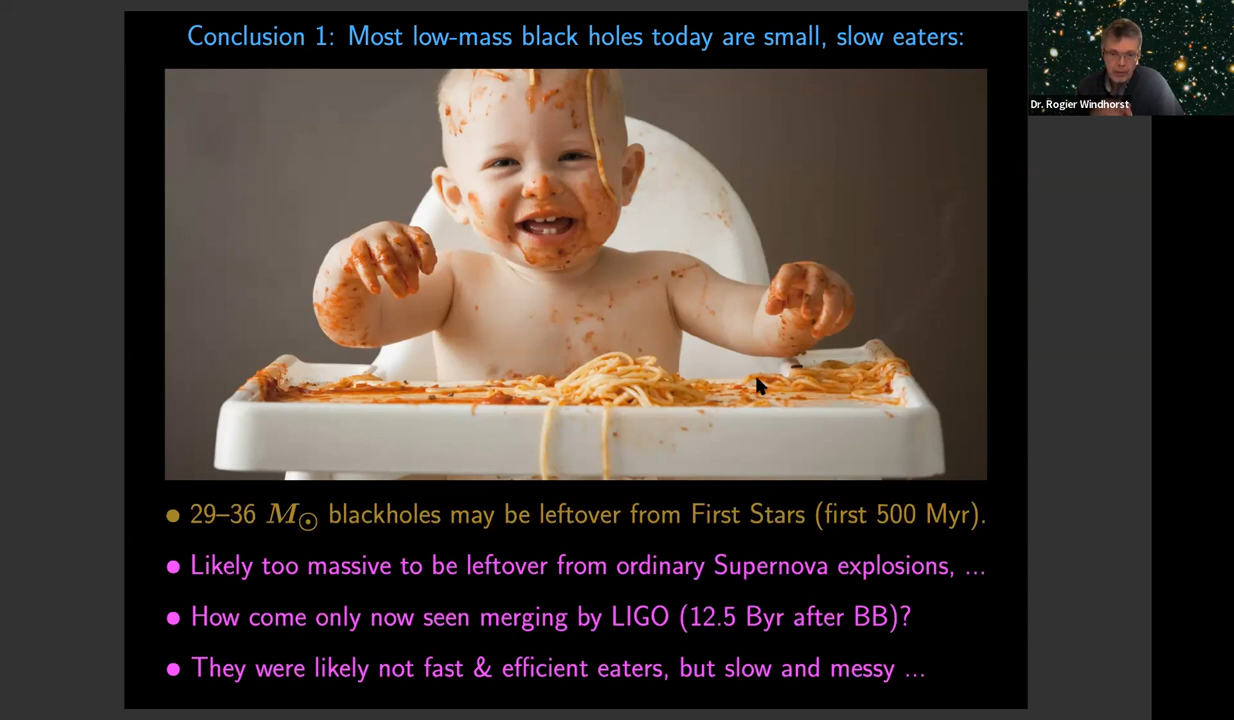 Conclusion 1: Most low-mass black holes today are small, slow eaters:
Dr. Rogier Windhorst
• 29–36 M⊙ blackholes may be leftover from First Stars (first 500 Myr).
• Likely too massive to be leftover from ordinary Supernova explosions, ...
• How come only now seen merging by LIGO (12.5 Byr after BB)?
• They were likely not fast & efficient eaters, but slow and messy ...